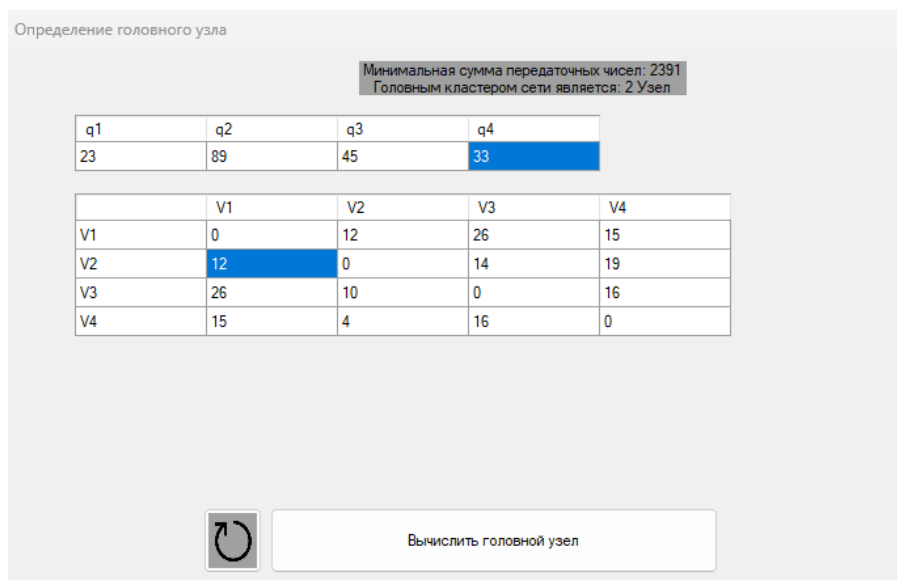 Определение головного узла
Минимальная сумма передаточных чисел: 2391
Головным кластером сети является: 2 Узел
q1 q2 q3 q4
23 89 45 33
V1 V2 V3 V4
V1 0 12 26 15
V2 12 0 14 19
V3 26 10 0 16
V4 15 4 16 0
Вычислить головной узел